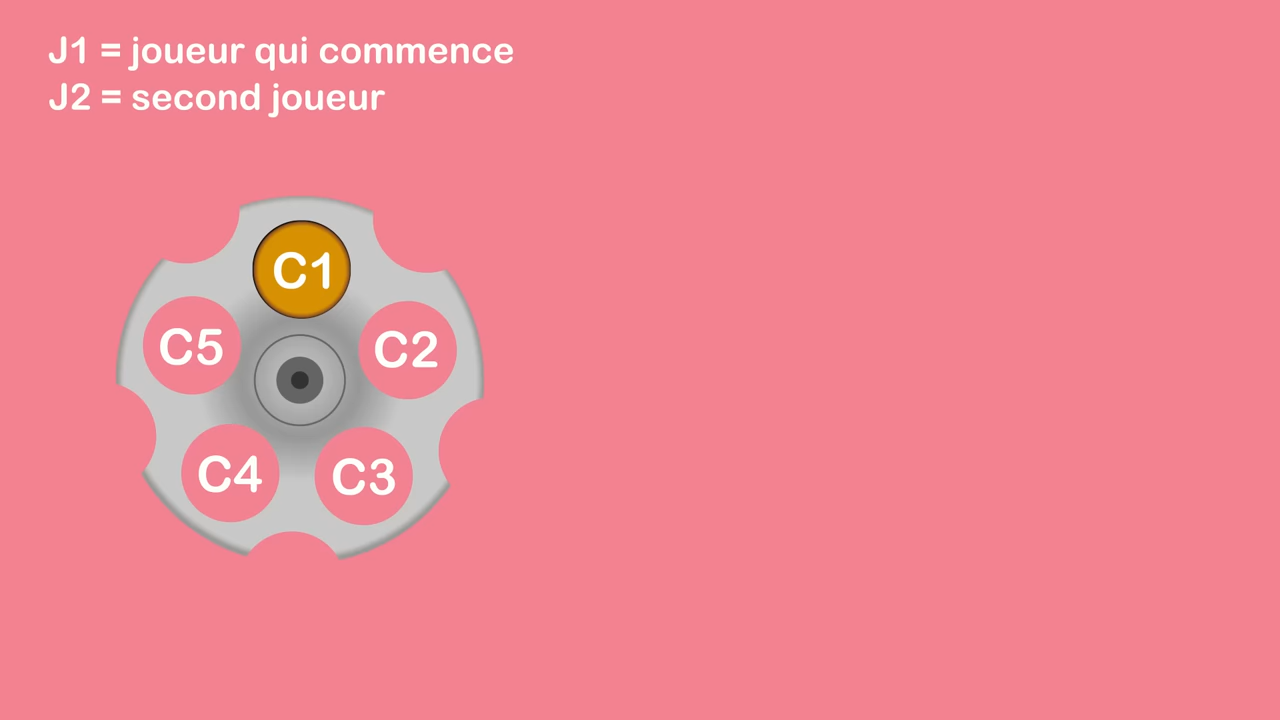 J1 = joueur qui commence
J2 = second joueur
C1
C5
C2
C4
C3